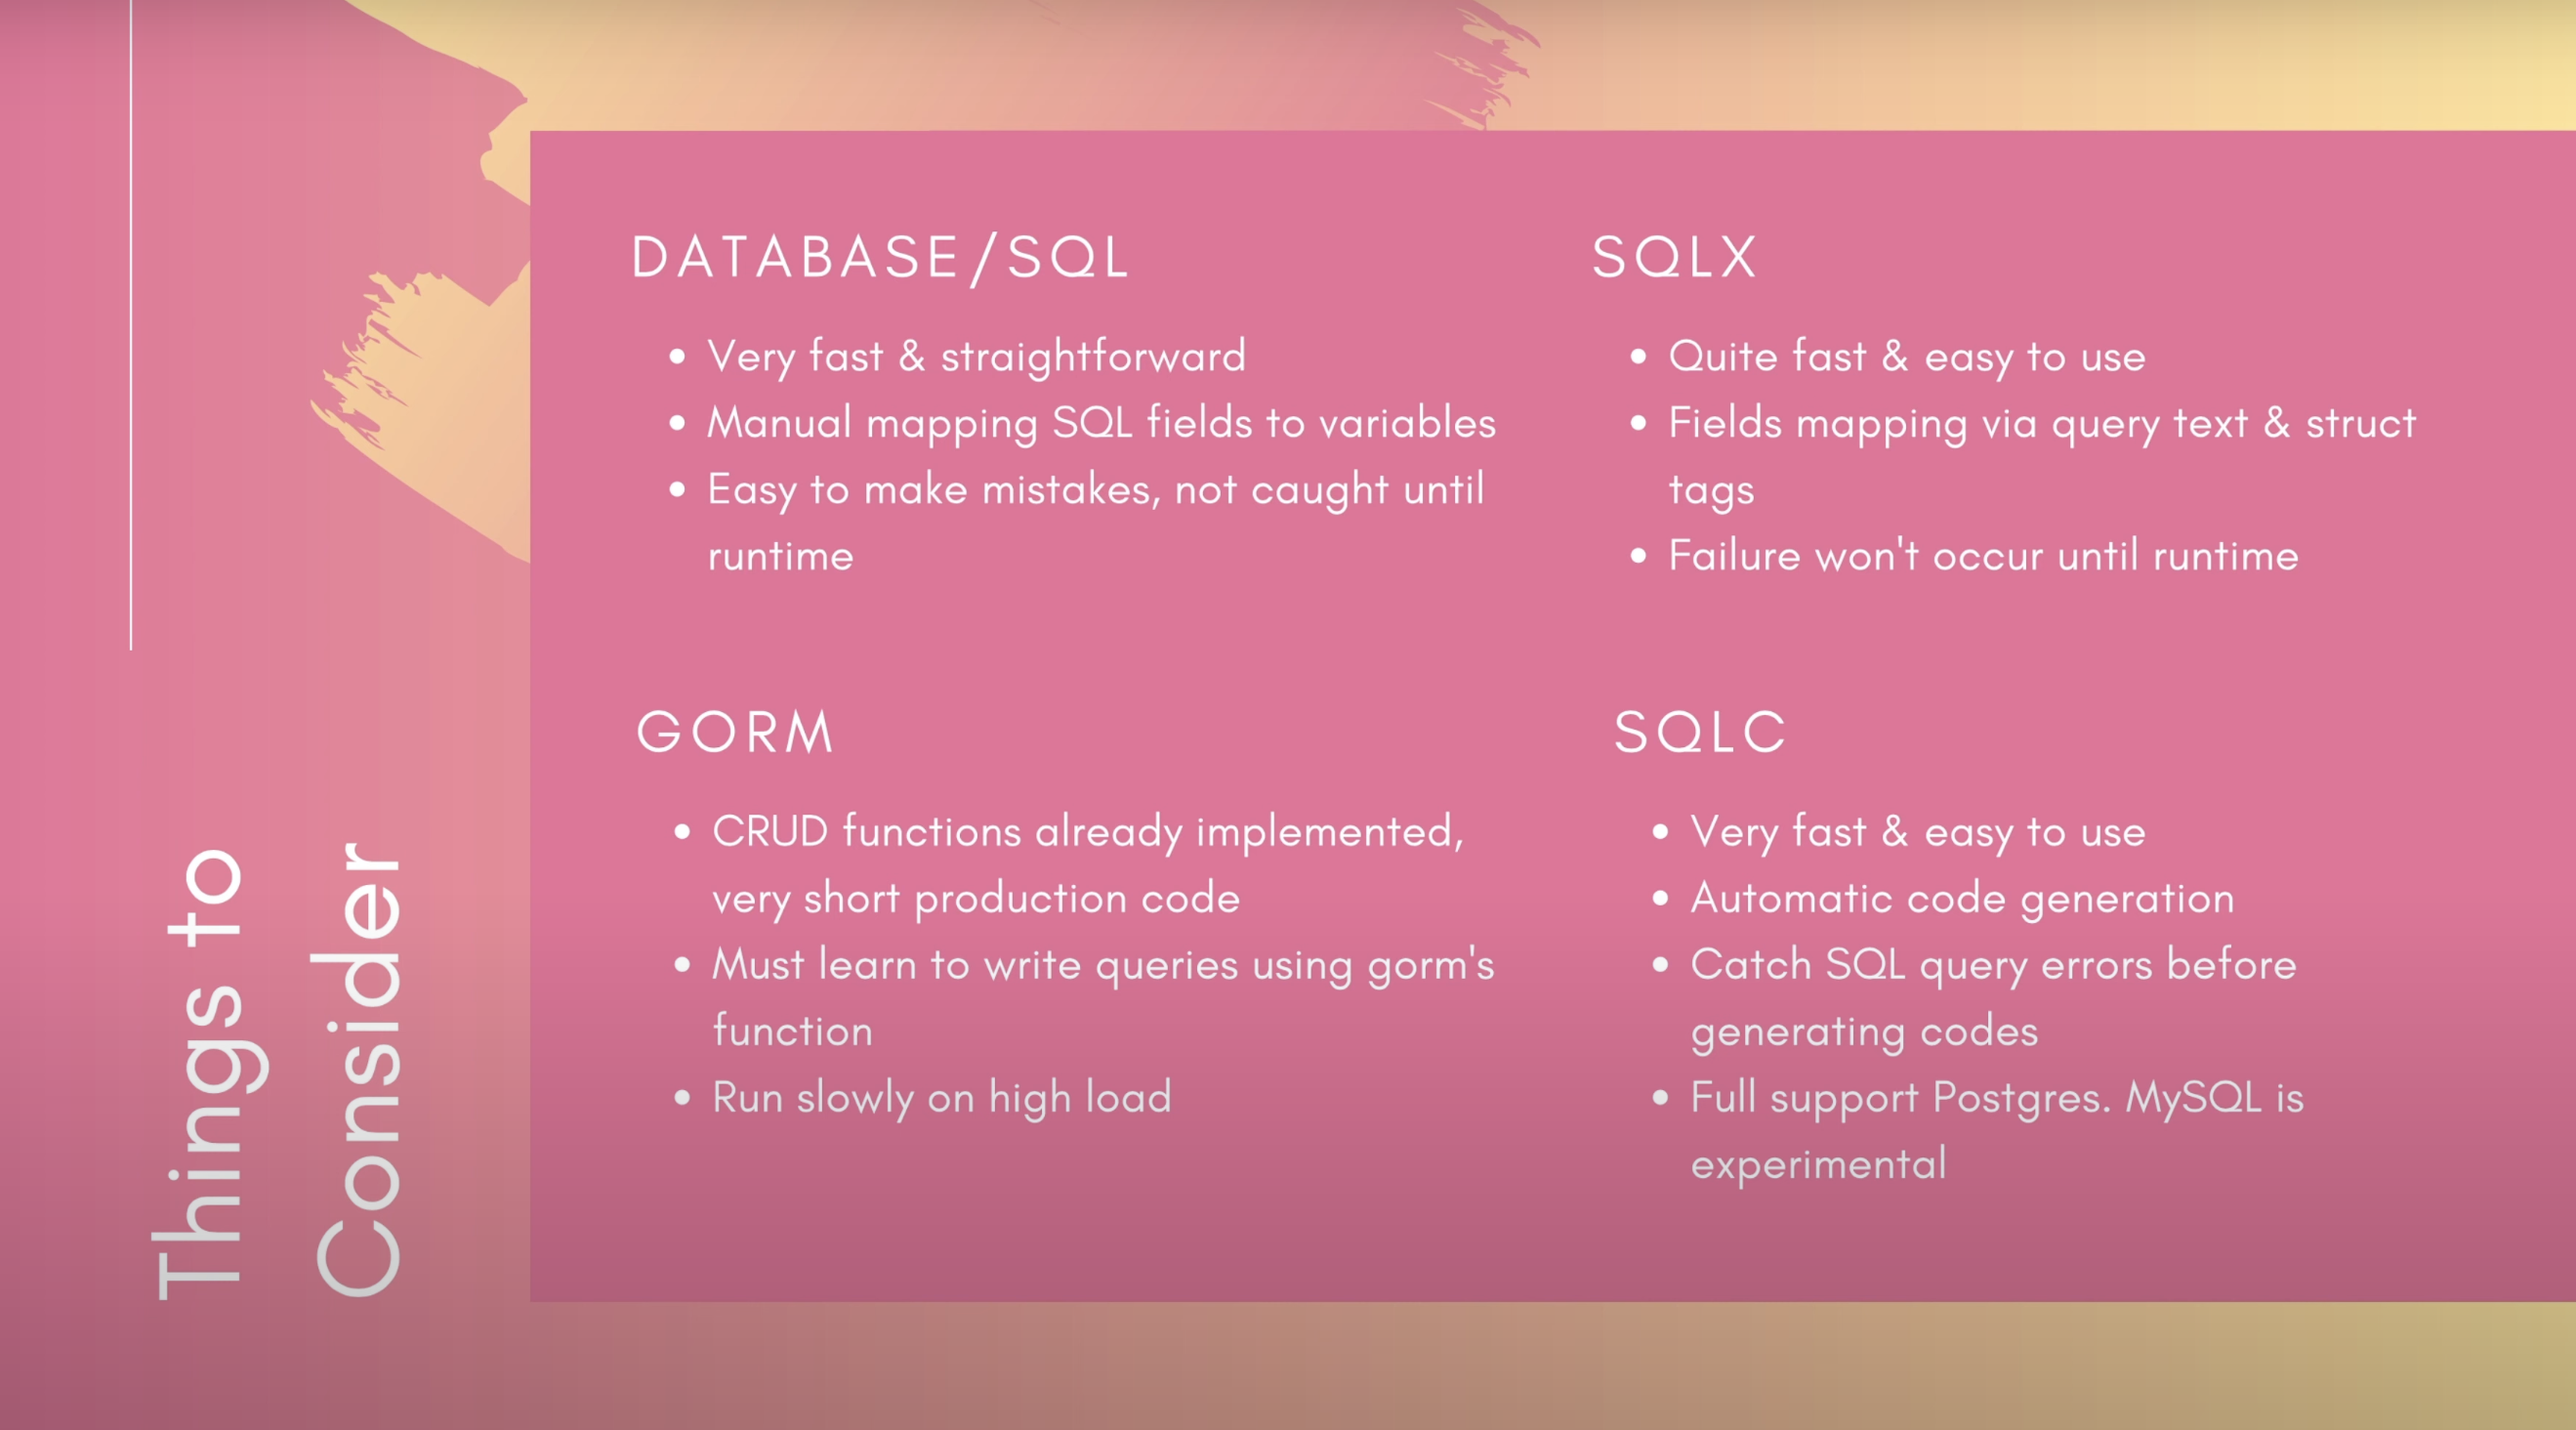 Things to
Consider
DATABASE/SQL
• Very fast & straightforward
• Manual mapping SQL fields to variables
• Easy to make mistakes, not caught until
runtime
SQLX
• Quite fast & easy to use
• Fields mapping via query text & struct
tags
• Failure won't occur until runtime
GORM
• CRUD functions already implemented,
very short production code
• Must learn to write queries using gorm's
function
• Run slowly on high load
SQLC
• Very fast & easy to use
• Automatic code generation
• Catch SQL query errors before
generating codes
• Full support Postgres. MySQL is
experimental